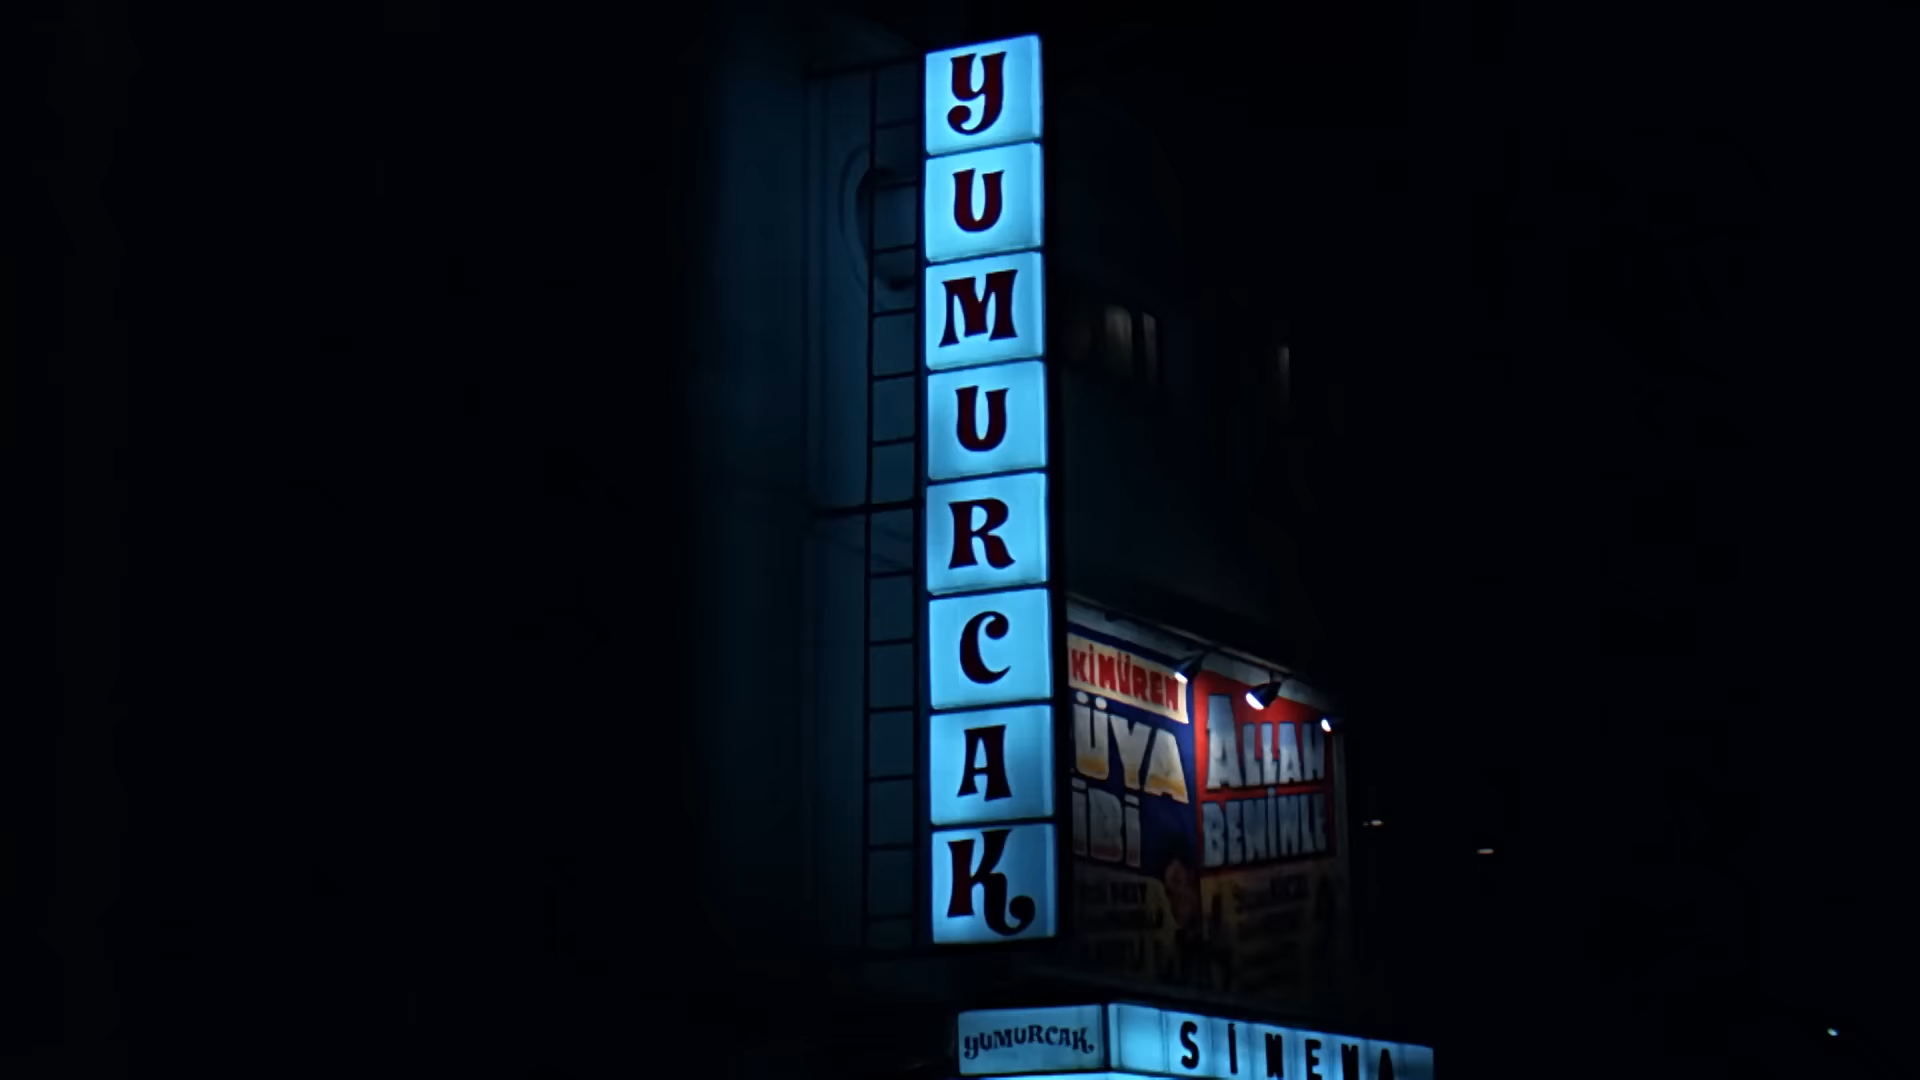 YUMURCAK
KİMÜREN
ÜYA
İBİ
ALLAH
BENİMLE
YUMURCAK
SİNEMA